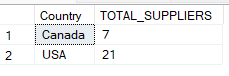 Country TOTAL_SUPPLIERS
1 Canada 7
2 USA 21